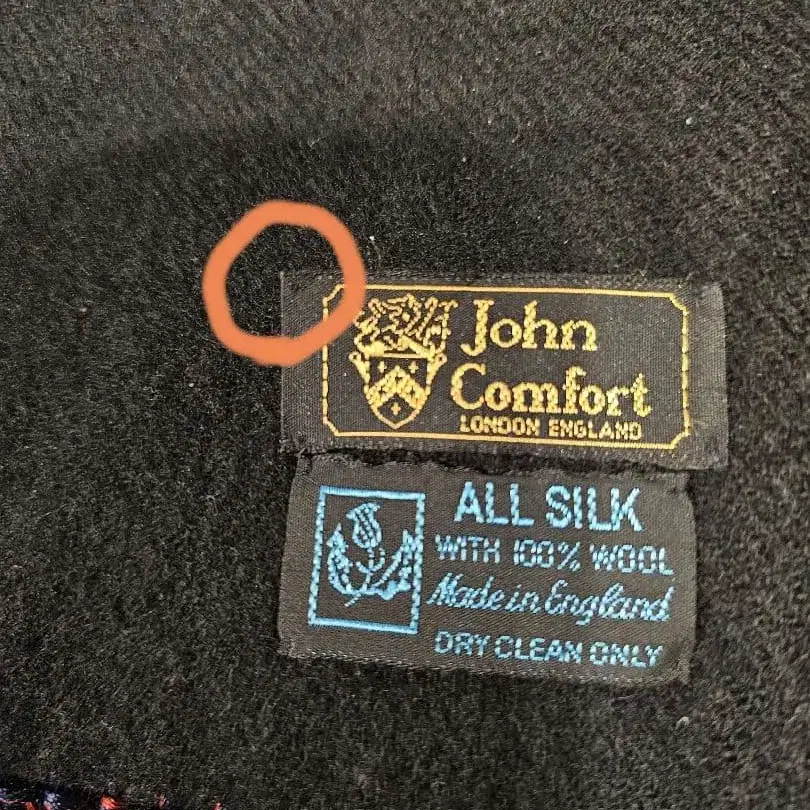 John
Comfort
LONDON ENGLAND
ALL SILK
WITH 100% WOOL
Made in England
DRY CLEAN ONLY